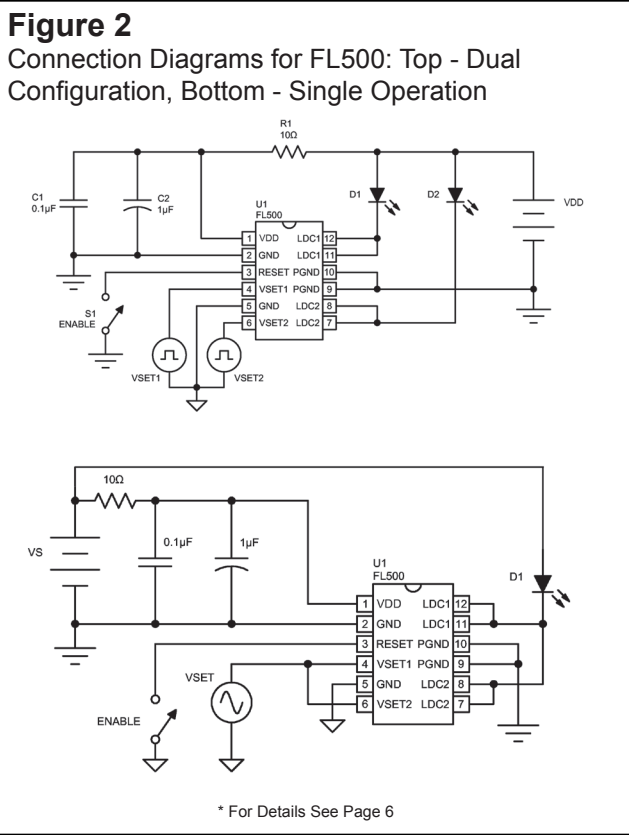 Figure 2
Connection Diagrams for FL500: Top - Dual
Configuration, Bottom - Single Operation
R1
10Ω
C1
0.1µF
C2
1µF
U1
FL500
D1
D2
VDD
1 VDD LDC1 12
2 GND LDC1 11
3 RESET PGND 10
4 VSET1 PGND 9
5 GND LDC2 8
6 VSET2 LDC2 7
S1
ENABLE
VSET1
VSET2
10Ω
VS
0.1µF
1µF
U1
FL500
D1
1 VDD LDC1 12
2 GND LDC1 11
3 RESET PGND 10
4 VSET1 PGND 9
5 GND LDC2 8
6 VSET2 LDC2 7
VSET
ENABLE
* For Details See Page 6